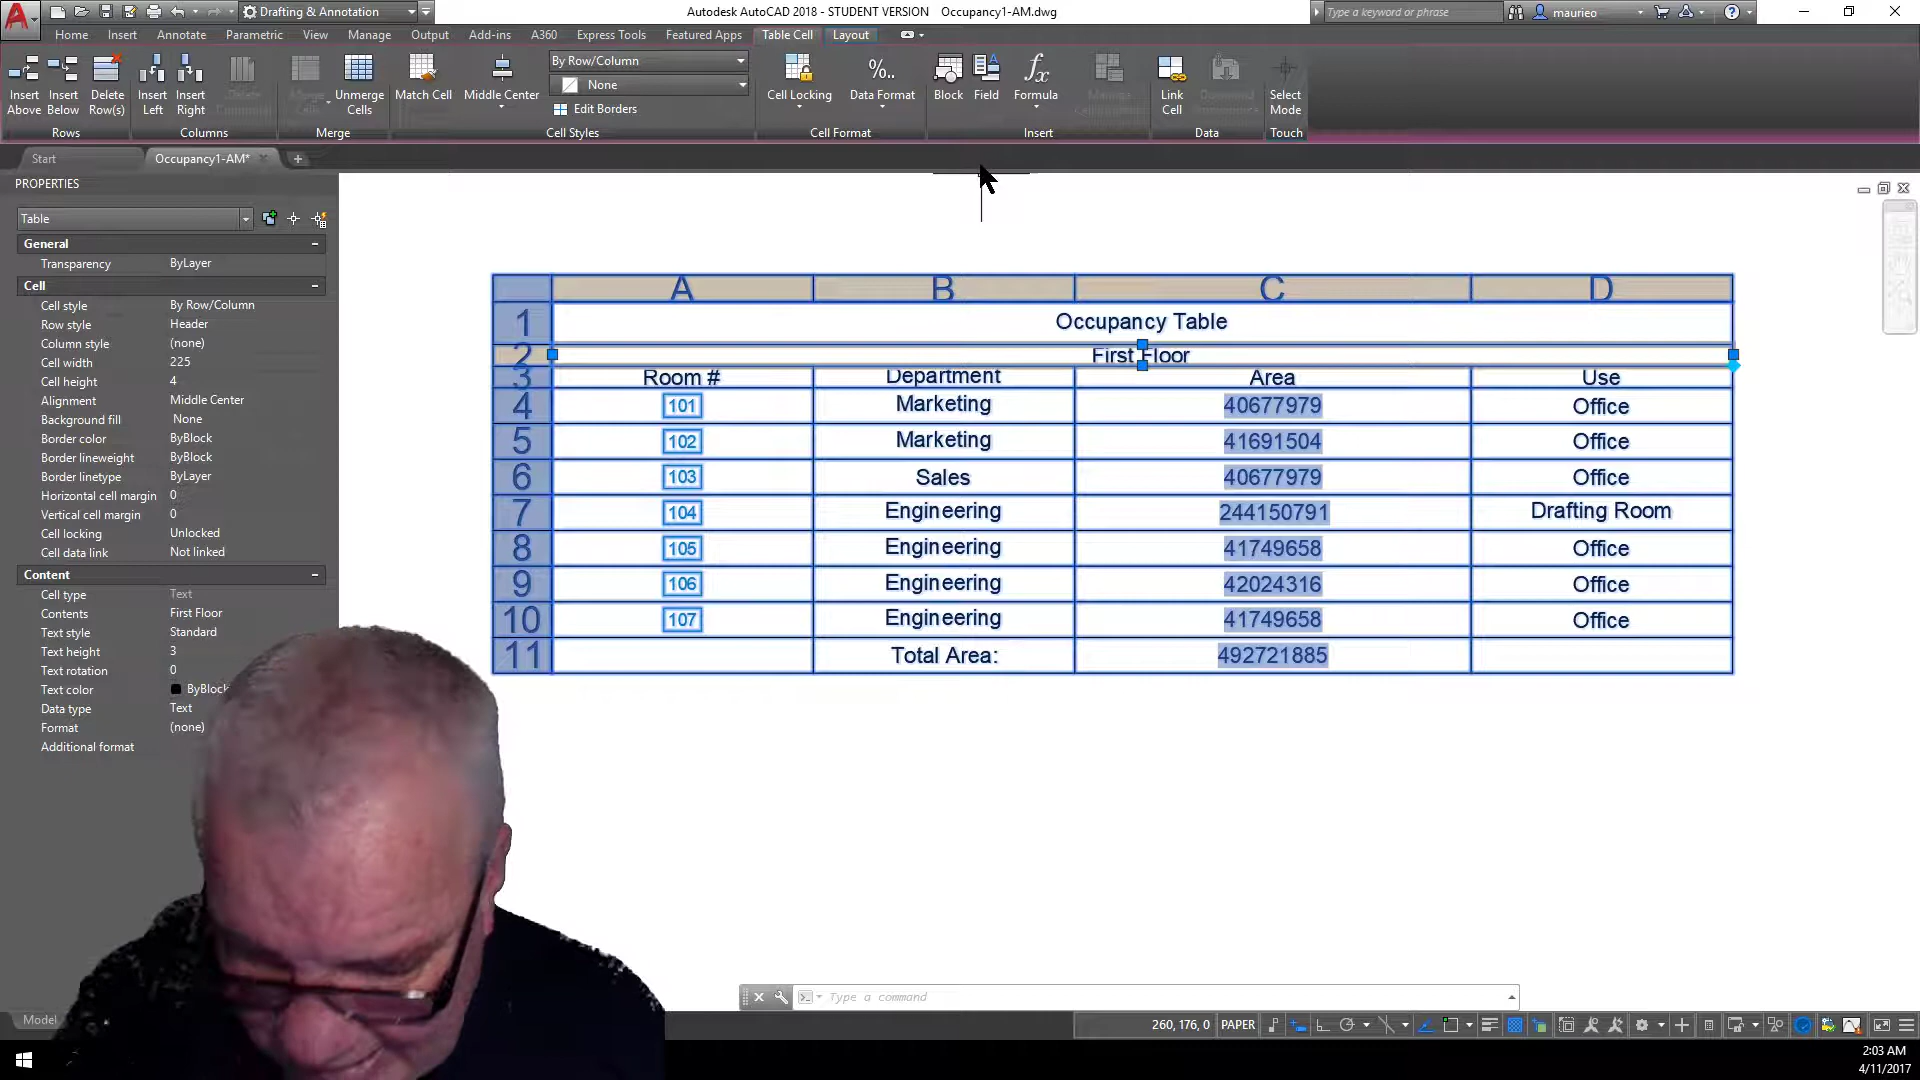 Drafting & Annotation
Autodesk AutoCAD 2018 - STUDENT VERSION Occupancy1-AM.dwg
Type a keyword or phrase
maurieo
Home Insert Annotate Parametric View Manage Output Add-ins A360 Express Tools Featured Apps Table Cell Layout
By Row/Column
None
Edit Borders
Insert Above
Insert Below
Delete Row(s)
Insert Left
Insert Right
Unmerge Cells
Match Cell
Middle Center
Cell Locking
Data Format
Block
Field
Formula
Link Cell
Select Mode
Rows Columns Merge Cell Styles Cell Format Insert Data Touch
Start Occupancy1-AM*
PROPERTIES
Table
General
Transparency ByLayer
Cell
Cell style By Row/Column
Row style Header
Column style (none)
Cell width 225
Cell height 4
Alignment Middle Center
Background fill None
Border color ByBlock
Border lineweight ByBlock
Border linetype ByLayer
Horizontal cell margin 0
Vertical cell margin 0
Cell locking Unlocked
Cell data link Not linked
Content
Cell type Text
Contents First Floor
Text style Standard
Text height 3
Text rotation 0
Text color ByBlock
Data type Text
Format (none)
Additional format
A B C D
1 Occupancy Table
2 First Floor
3 Room # Department Area Use
4 101 Marketing 40677979 Office
5 102 Marketing 41691504 Office
6 103 Sales 40677979 Office
7 104 Engineering 244150791 Drafting Room
8 105 Engineering 41749658 Office
9 106 Engineering 42024316 Office
10 107 Engineering 41749658 Office
11 Total Area: 492721885
Type a command
Model
260, 176, 0 PAPER
2:03 AM
4/11/2017